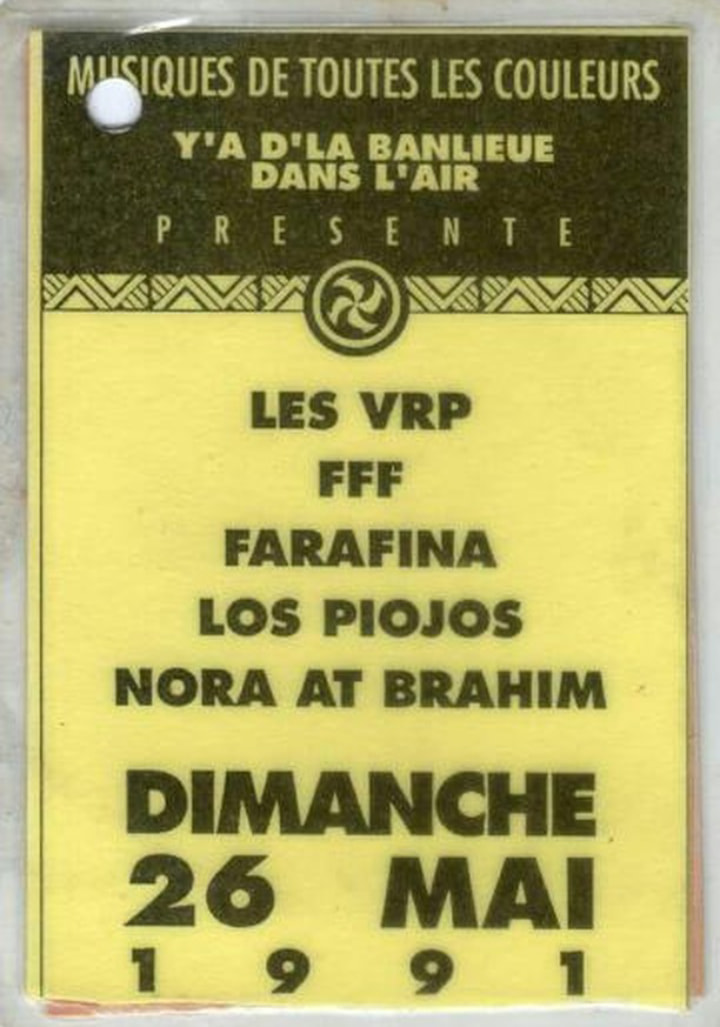 MUSIQUES DE TOUTES LES COULEURS
Y'A D'LA BANLIEUE
DANS L'AIR
PRESENTE
LES VRP
FFF
FARAFINA
LOS PIOJOS
NORA AT BRAHIM
DIMANCHE
26 MAI
1991